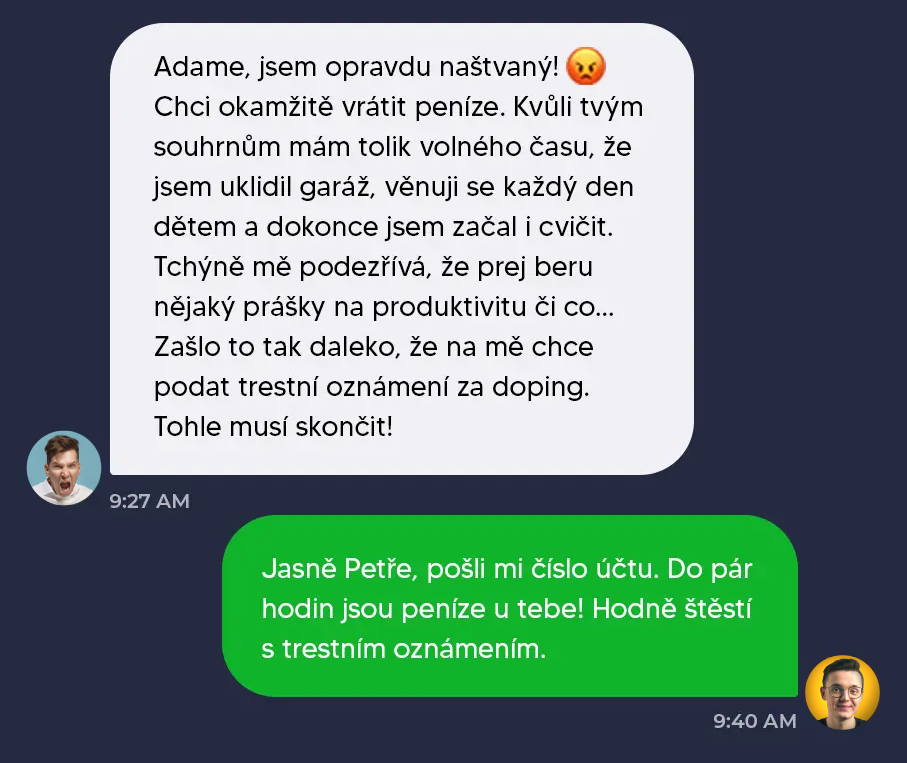 Adame, jsem opravdu naštvaný! 😡
Chci okamžitě vrátit peníze. Kvůli tvým
souhrnům mám tolik volného času, že
jsem uklidil garáž, věnuji se každý den
dětem a dokonce jsem začal i cvičit.
Tchýně mě podezřívá, že prej beru
nějaký prášky na produktivitu či co...
Zašlo to tak daleko, že na mě chce
podat trestní oznámení za doping.
Tohle musí skončit!
9:27 AM
Jasně Petře, pošli mi číslo účtu. Do pár
hodin jsou peníze u tebe! Hodně štěstí
s trestním oznámením.
9:40 AM